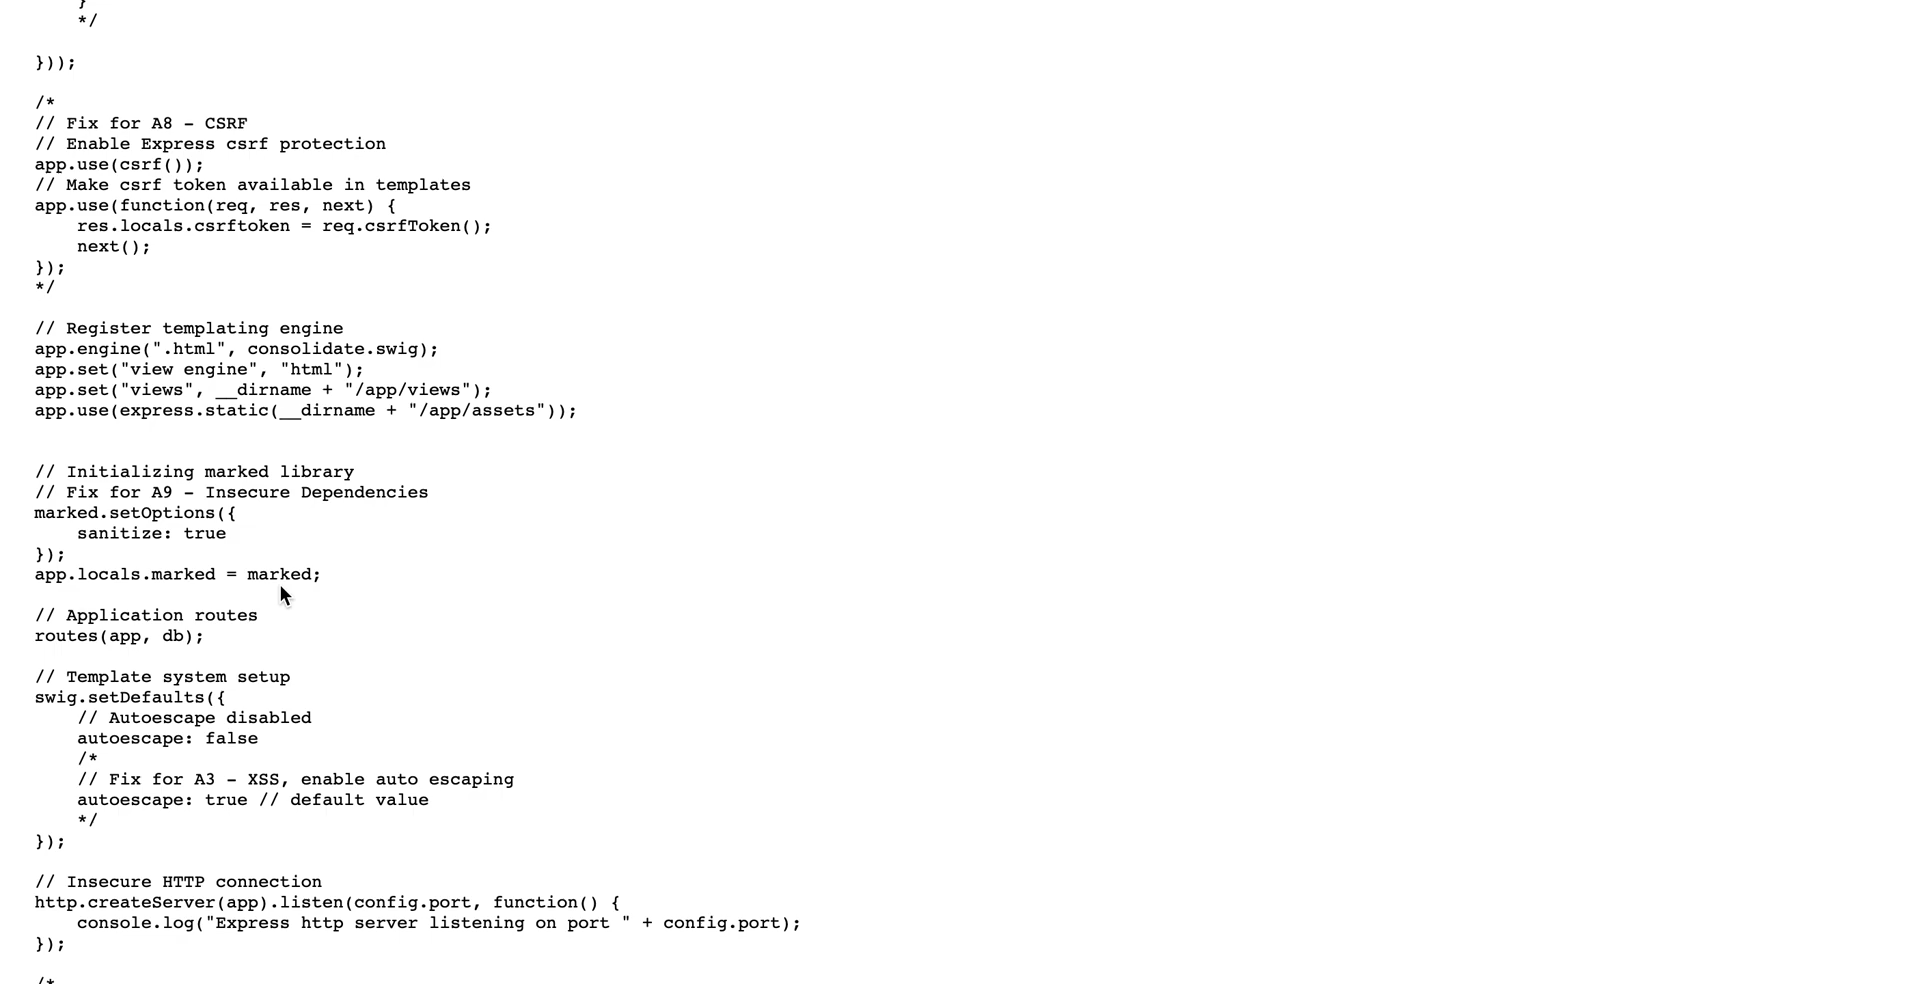 }
*/
}));
/*
// Fix for A8 - CSRF
// Enable Express csrf protection
app.use(csrf());
// Make csrf token available in templates
app.use(function(req, res, next) {
res.locals.csrftoken = req.csrfToken();
next();
});
*/
// Register templating engine
app.engine(".html", consolidate.swig);
app.set("view engine", "html");
app.set("views", __dirname + "/app/views");
app.use(express.static(__dirname + "/app/assets"));
// Initializing marked library
// Fix for A9 - Insecure Dependencies
marked.setOptions({
sanitize: true
});
app.locals.marked = marked;
// Application routes
routes(app, db);
// Template system setup
swig.setDefaults({
// Autoescape disabled
autoescape: false
/*
// Fix for A3 - XSS, enable auto escaping
autoescape: true // default value
*/
});
// Insecure HTTP connection
http.createServer(app).listen(config.port, function() {
console.log("Express http server listening on port " + config.port);
});
/*